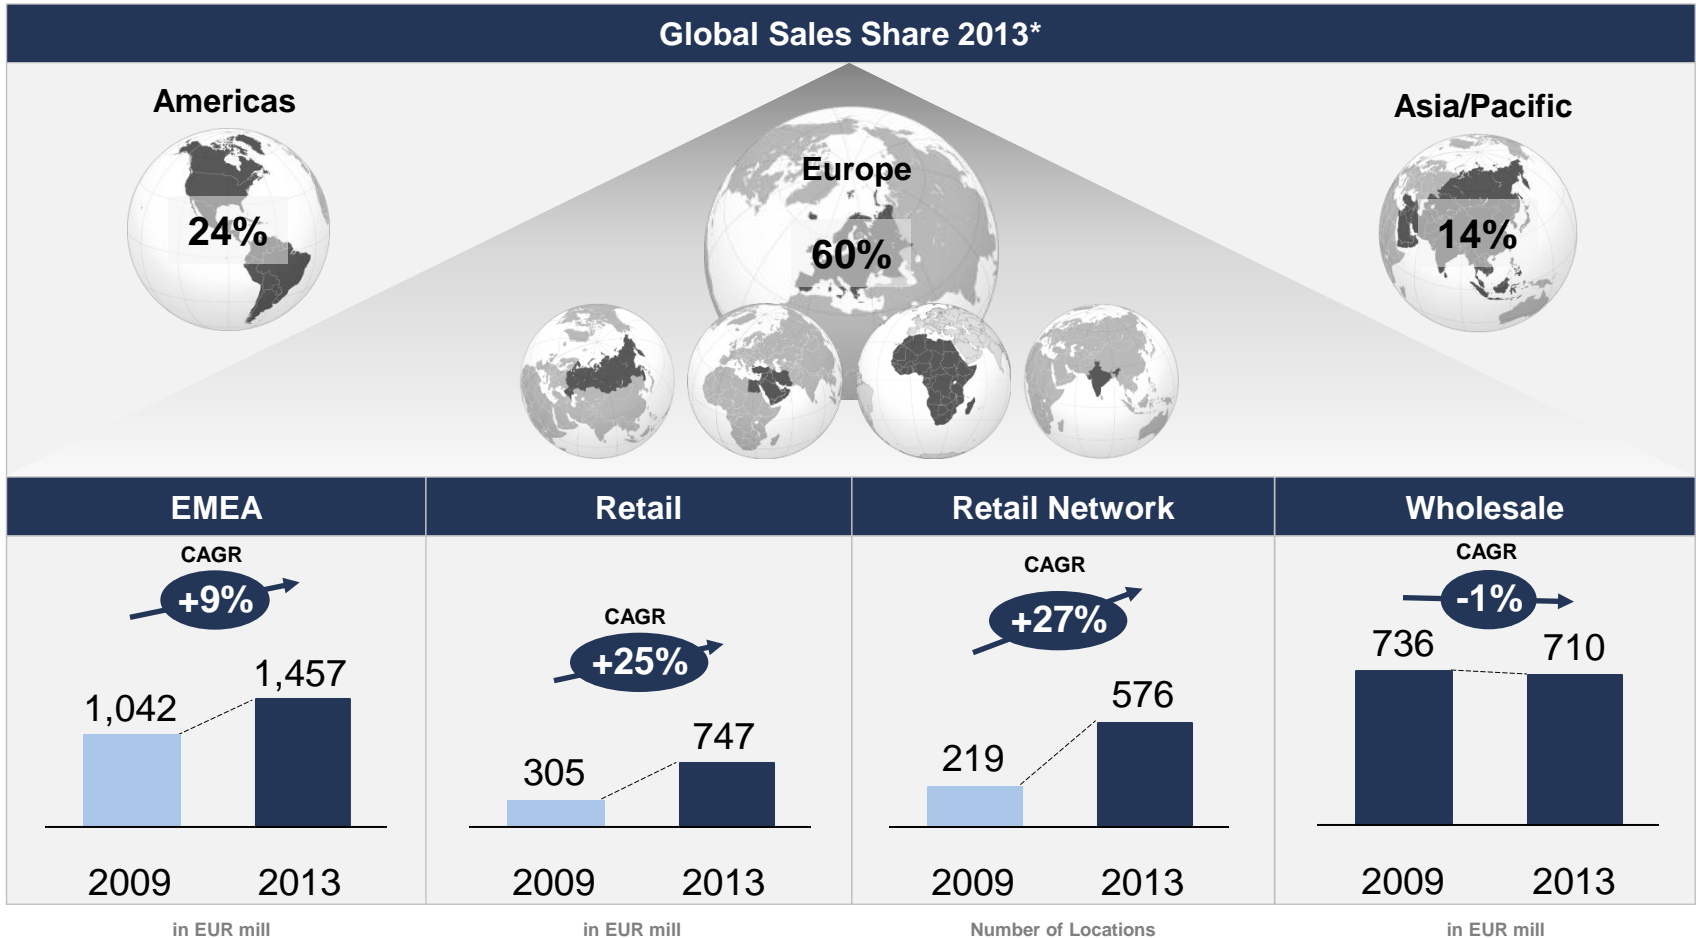 Global Sales Share 2013*
Americas
Europe
Asia/Pacific
24%
60%
14%
EMEA
Retail
Retail Network
Wholesale
CAGR
+9%
1,042
1,457
2009
2013
in EUR mill
CAGR
+25%
305
747
2009
2013
in EUR mill
CAGR
+27%
219
576
2009
2013
Number of Locations
CAGR
-1%
736
710
2009
2013
in EUR mill